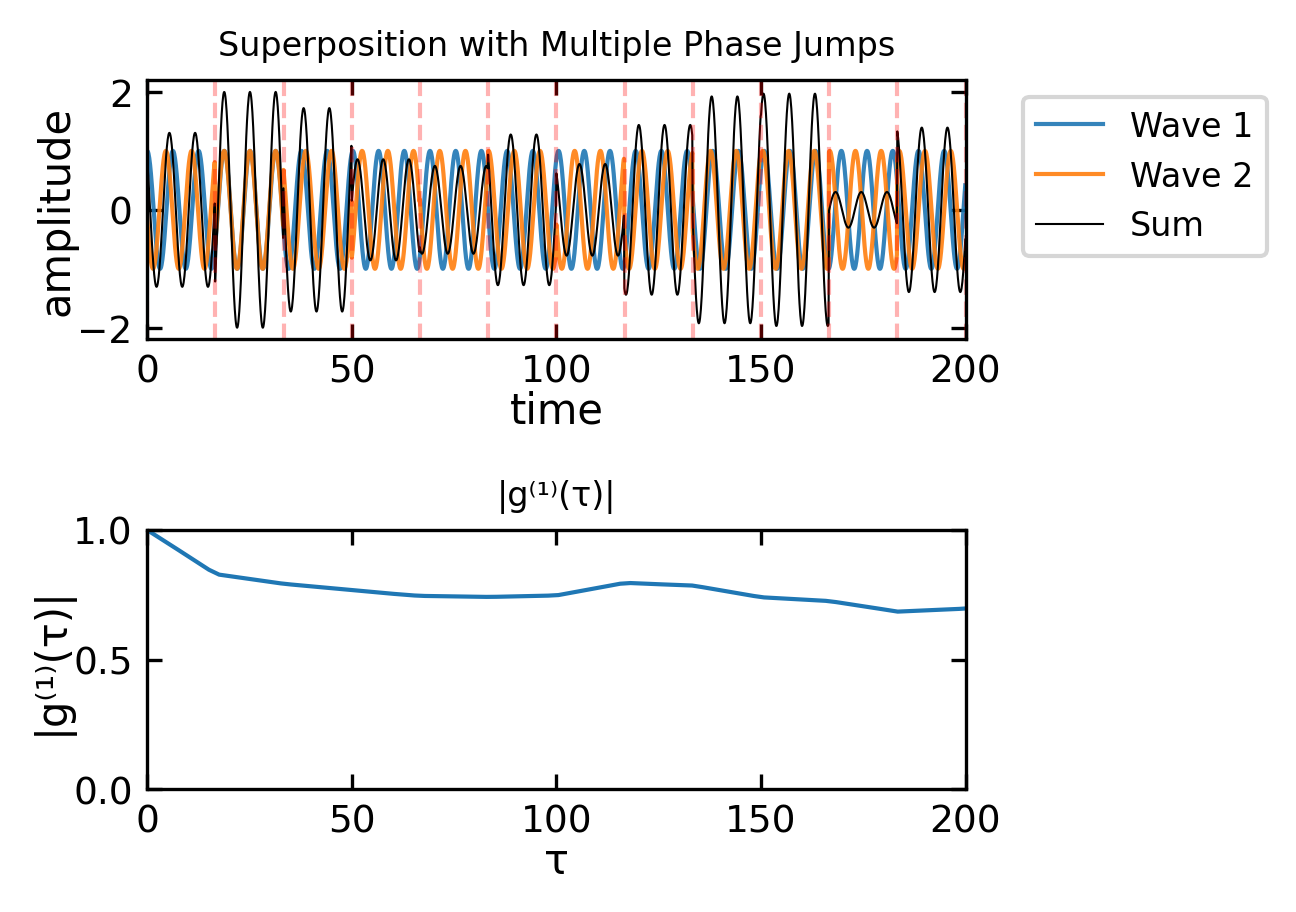 Superposition with Multiple Phase Jumps
amplitude
2
0
−2
0 50 100 150 200
time
Wave 1
Wave 2
Sum
|g⁽¹⁾(τ)|
|g⁽¹⁾(τ)|
1.0
0.5
0.0
0 50 100 150 200
τ